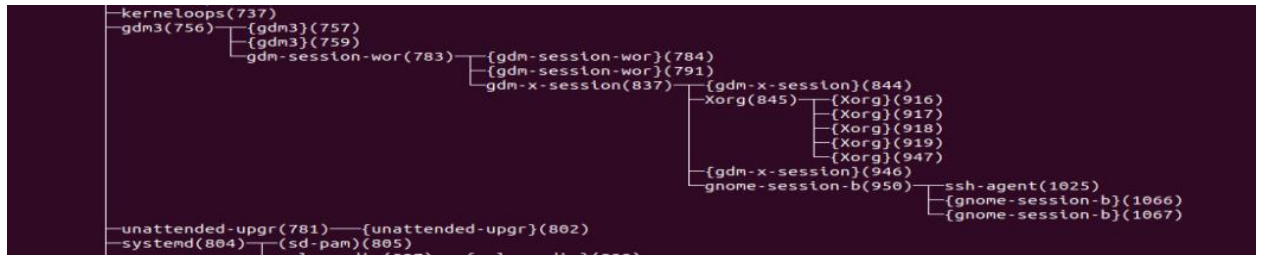 kerneloops(737)
gdm3(756)─┬─{gdm3}(757)
├─{gdm3}(759)
└─gdm-session-wor(783)─┬─{gdm-session-wor}(784)
├─{gdm-session-wor}(791)
└─gdm-x-session(837)─┬─{gdm-x-session}(844)
├─Xorg(845)─┬─{Xorg}(916)
├─{Xorg}(917)
├─{Xorg}(918)
├─{Xorg}(919)
└─{Xorg}(947)
├─{gdm-x-session}(946)
└─gnome-session-b(950)─┬─ssh-agent(1025)
├─{gnome-session-b}(1066)
└─{gnome-session-b}(1067)
├─unattended-upgr(781)───{unattended-upgr}(802)
├─systemd(804)─┬─(sd-pam)(805)